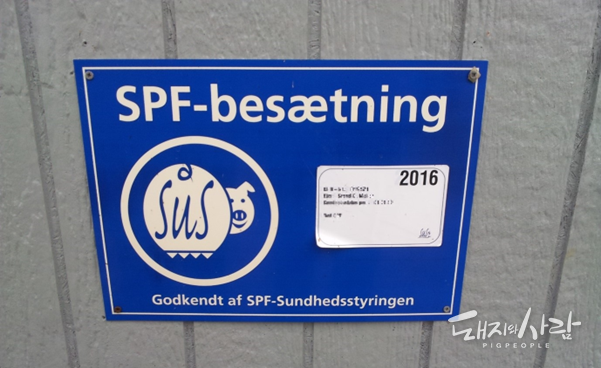 SPF-besætning
SuS
2016
Godkendt af SPF-Sundhedsstyringen
돼지와사람
PIGPEOPLE